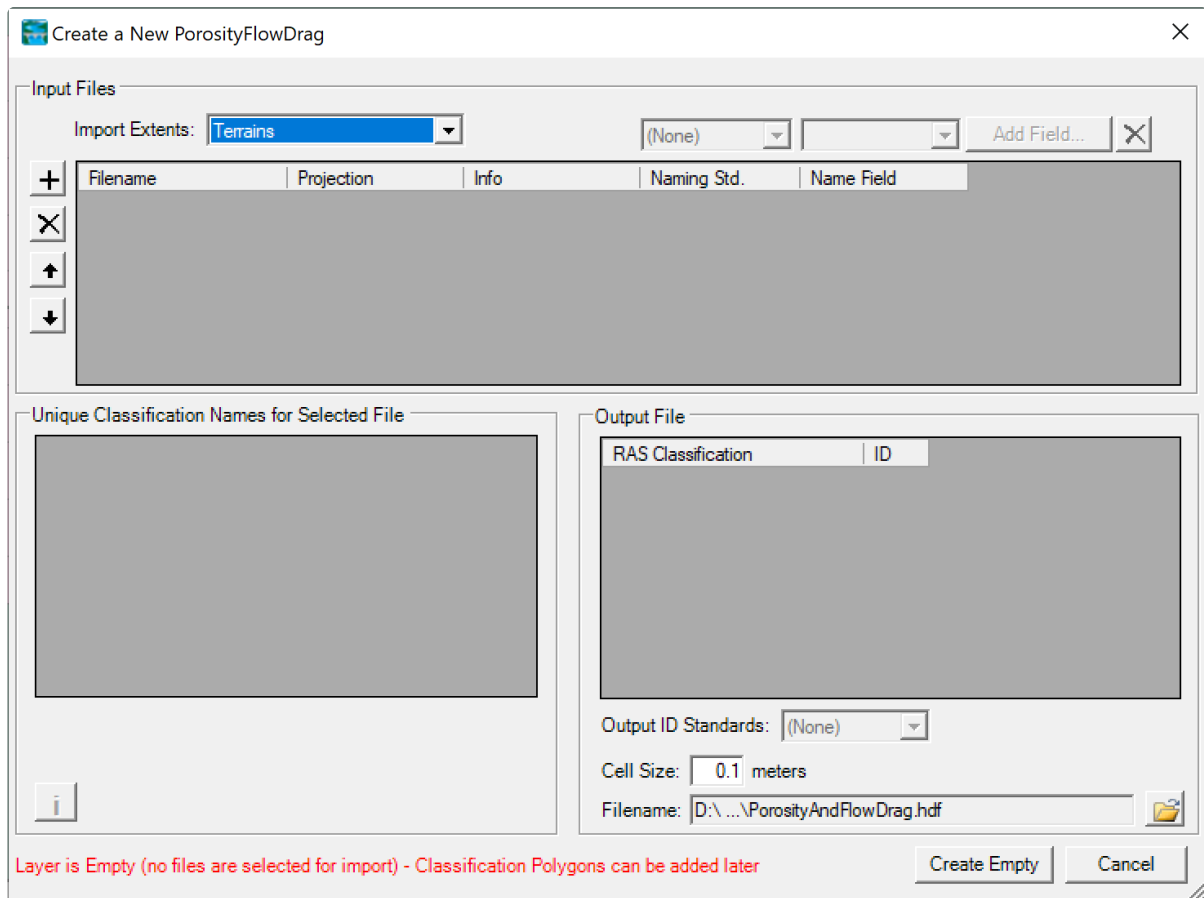 Create a New PorosityFlowDrag
Input Files
Import Extents: Terrains
(None)
Add Field...
Filename Projection Info Naming Std. Name Field
Unique Classification Names for Selected File
Output File
RAS Classification ID
Output ID Standards: (None)
Cell Size: 0.1 meters
Filename: D:\ ...\PorosityAndFlowDrag.hdf
Layer is Empty (no files are selected for import) - Classification Polygons can be added later
Create Empty
Cancel